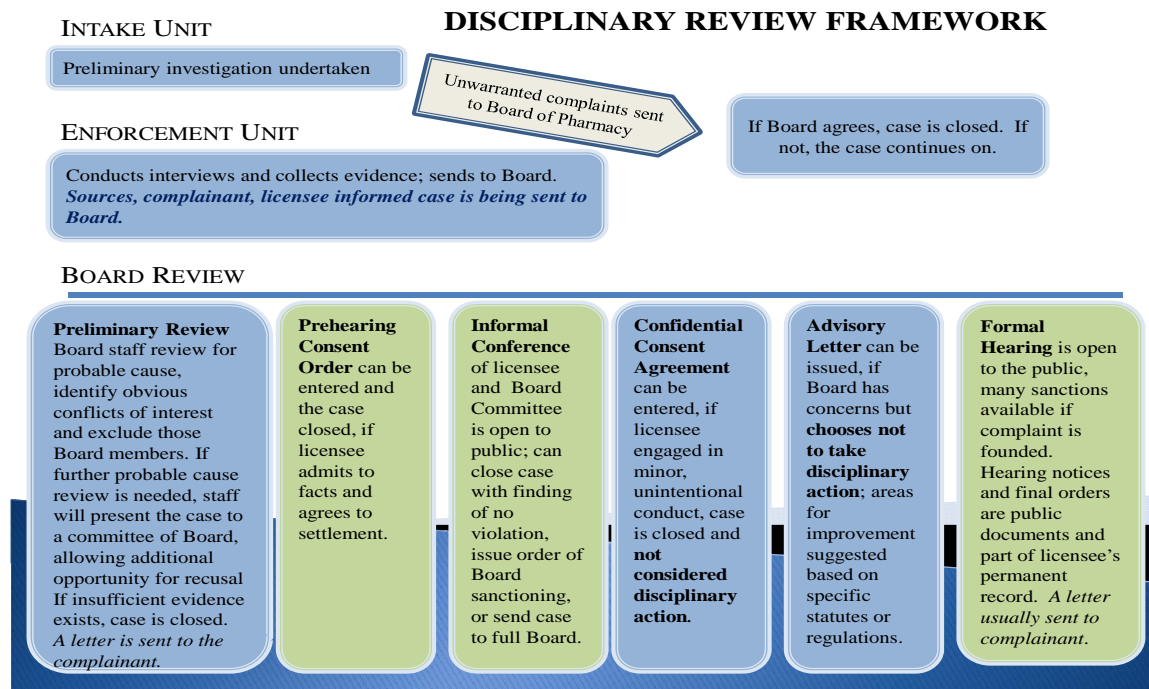 DISCIPLINARY REVIEW FRAMEWORK
INTAKE UNIT
Preliminary investigation undertaken
Unwarranted complaints sent
to Board of Pharmacy
If Board agrees, case is closed.  If
not, the case continues on.
ENFORCEMENT UNIT
Conducts interviews and collects evidence; sends to Board.
Sources, complainant, licensee informed case is being sent to
Board.
BOARD REVIEW
Preliminary Review
Board staff review for
probable cause,
identify obvious
conflicts of interest
and exclude those
Board members. If
further probable cause
review is needed, staff
will present the case to
a committee of Board,
allowing additional
opportunity for recusal
If insufficient evidence
exists, case is closed.
A letter is sent to the
complainant.
Prehearing
Consent
Order can be
entered and
the case
closed, if
licensee
admits to
facts and
agrees to
settlement.
Informal
Conference
of licensee
and Board
Committee
is open to
public; can
close case
with finding
of no
violation,
issue order of
Board
sanctioning,
or send case
to full Board.
Confidential
Consent
Agreement
can be
entered, if
licensee
engaged in
minor,
unintentional
conduct, case
is closed and
not
considered
disciplinary
action.
Advisory
Letter can be
issued, if
Board has
concerns but
chooses not
to take
disciplinary
action; areas
for
improvement
suggested
based on
specific
statutes or
regulations.
Formal
Hearing is open
to the public,
many sanctions
available if
complaint is
founded.
Hearing notices
and final orders
are public
documents and
part of licensee's
permanent
record. A letter
usually sent to
complainant.